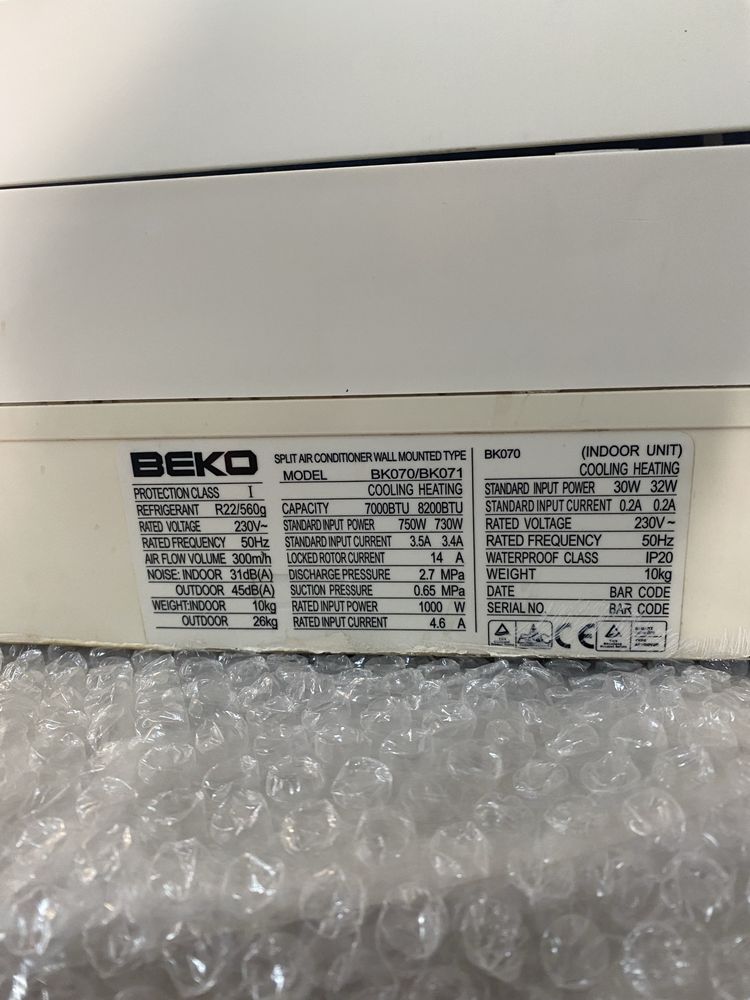 BEKO
PROTECTION CLASS I
REFRIGERANT R22/560g
RATED VOLTAGE 230V~
RATED FREQUENCY 50Hz
AIR FLOW VOLUME 300m/h
NOISE: INDOOR 31dB(A)
OUTDOOR 45dB(A)
WEIGHT:INDOOR 10kg
OUTDOOR 26kg
SPLIT AIR CONDITIONER WALL MOUNTED TYPE
MODEL BK070/BK071
COOLING HEATING
CAPACITY 7000BTU 8200BTU
STANDARD INPUT POWER 750W 730W
STANDARD INPUT CURRENT 3.5A 3.4A
LOCKED ROTOR CURRENT 14 A
DISCHARGE PRESSURE 2.7 MPa
SUCTION PRESSURE 0.65 MPa
RATED INPUT POWER 1000 W
RATED INPUT CURRENT 4.6 A
BK070 (INDOOR UNIT)
COOLING HEATING
STANDARD INPUT POWER 30W 32W
STANDARD INPUT CURRENT 0.2A 0.2A
RATED VOLTAGE 230V~
RATED FREQUENCY 50Hz
WATERPROOF CLASS IP20
WEIGHT 10kg
DATE BAR CODE
SERIAL NO. BAR CODE
CE